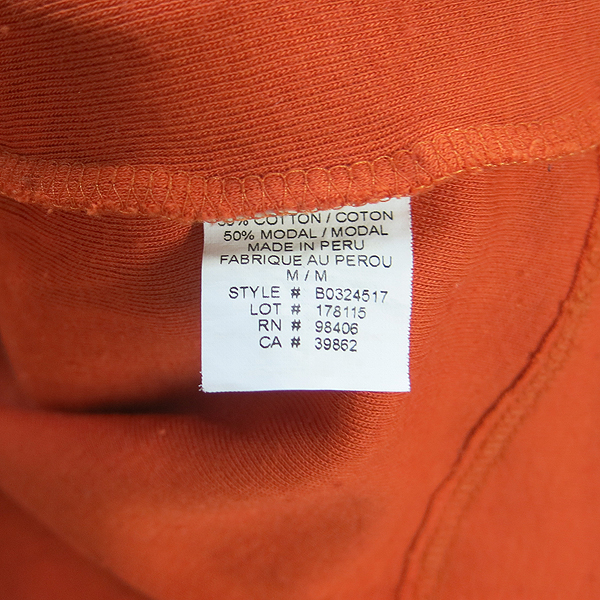 50% COTTON / COTON
50% MODAL / MODAL
MADE IN PERU
FABRIQUE AU PEROU
M / M
STYLE # B0324517
LOT # 178115
RN # 98406
CA # 39862